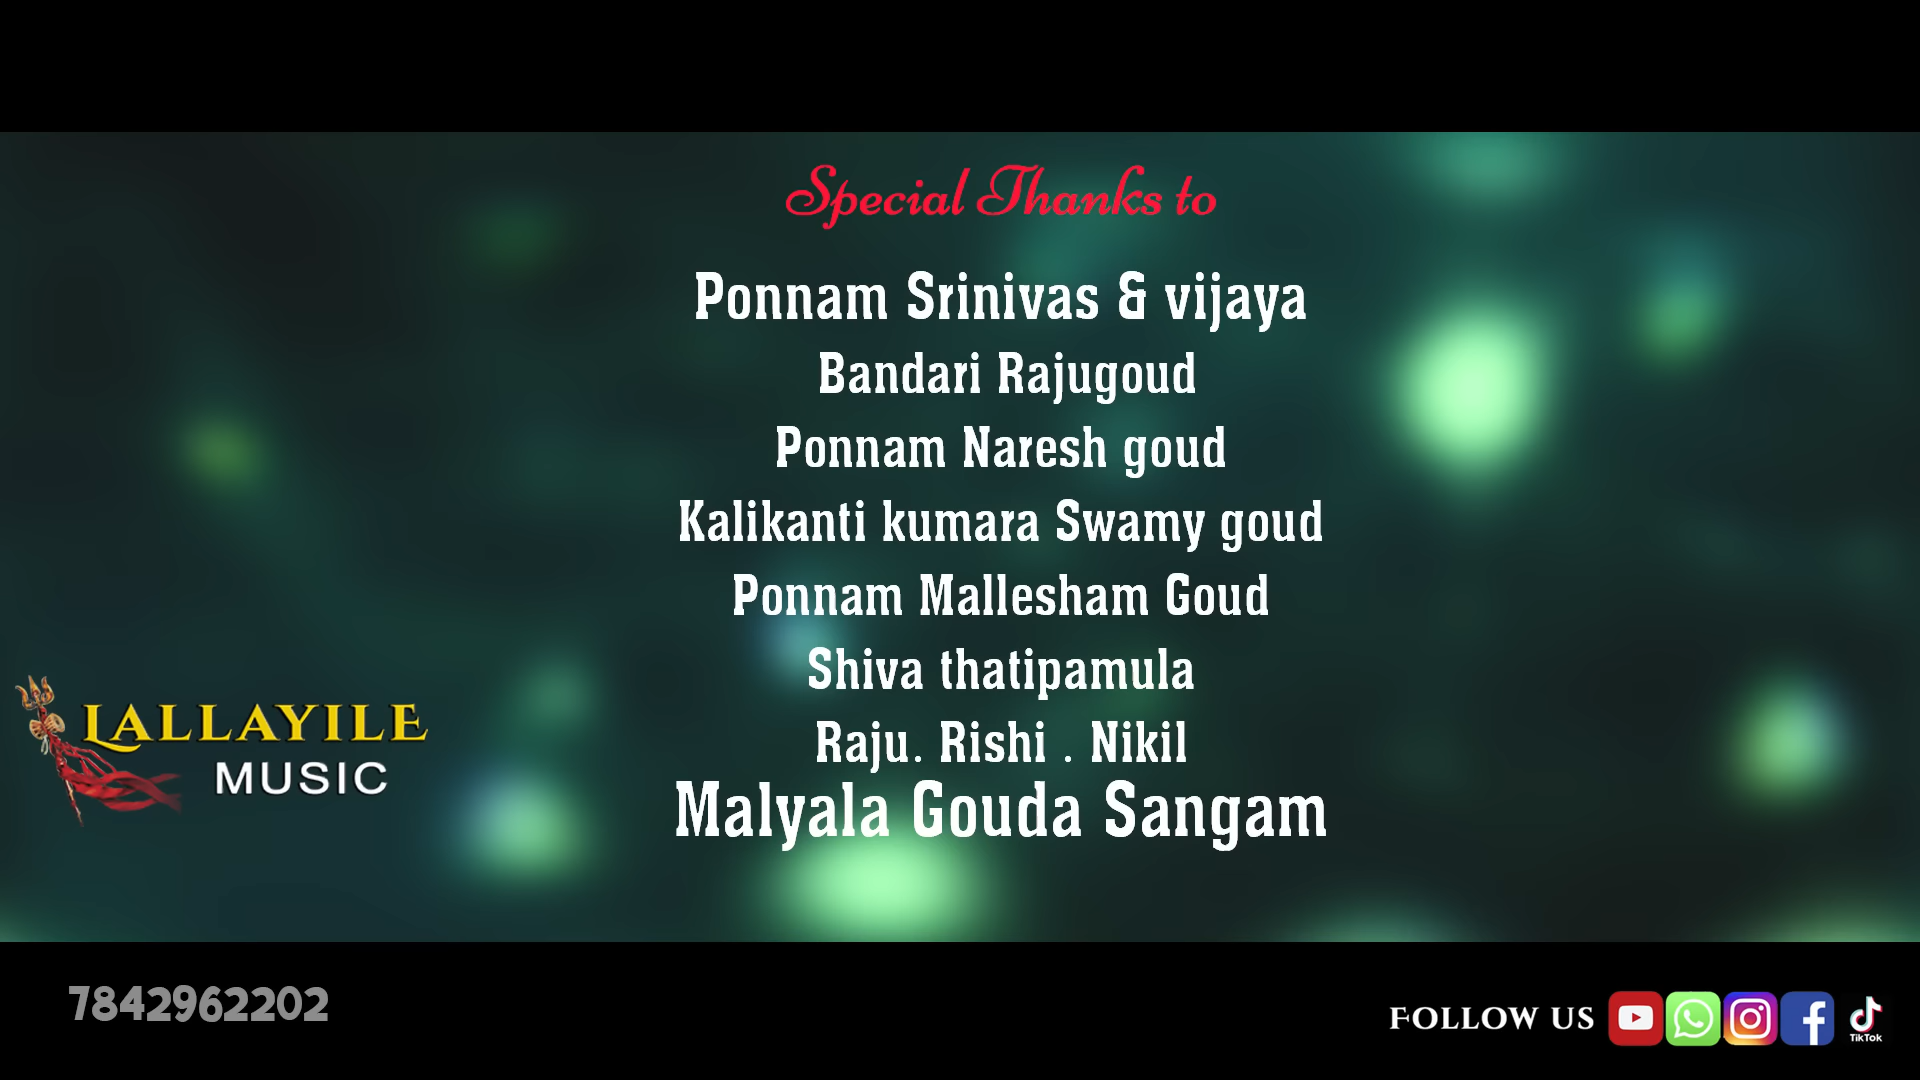 Special Thanks to
Ponnam Srinivas & vijaya
Bandari Rajugoud
Ponnam Naresh goud
Kalikanti kumara Swamy goud
Ponnam Mallesham Goud
Shiva thatipamula
Raju. Rishi . Nikil
Malyala Gouda Sangam
LALLAYILE
MUSIC
7842962202
FOLLOW US
TikTok